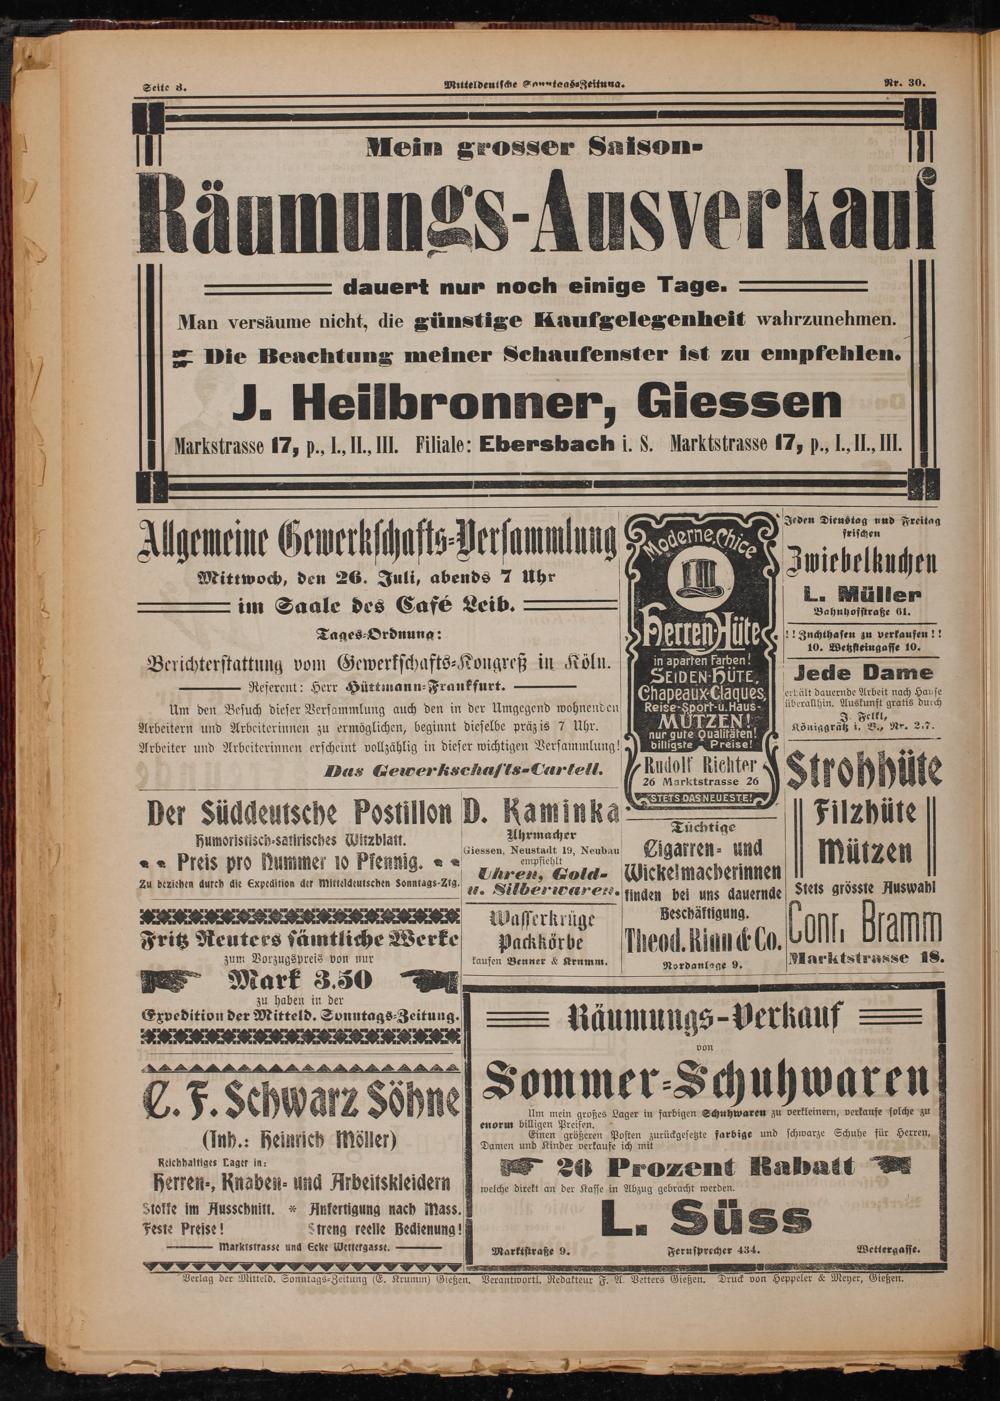 Seite 8.
Mitteldeutsche Sonntags-Zeitung.
Nr. 30.
Mein grosser Saison-
Räumungs-Ausverkauf
dauert nur noch einige Tage.
Man versäume nicht, die günstige Kaufgelegenheit wahrzunehmen.
Die Beachtung meiner Schaufenster ist zu empfehlen.
J. Heilbronner, Giessen
Markstrasse 17, p., I., II., III. Filiale: Ebersbach i. S. Marktstrasse 17, p., I., II., III.
Allgemeine Gewerkschafts-Versammlung
Mittwoch, den 26. Juli, abends 7 Uhr
im Saale des Café Leib.
Tages-Ordnung:
Berichterstattung vom Gewerkschafts-Kongreß in Köln.
Referent: Herr Hüttmann-Frankfurt.
Um den Besuch dieser Versammlung auch den in der Umgegend wohnenden
Arbeitern und Arbeiterinnen zu ermöglichen, beginnt dieselbe präzis 7 Uhr.
Arbeiter und Arbeiterinnen erscheint vollzählig in dieser wichtigen Versammlung!
Das Gewerkschafts-Cartell.
Moderne, Chice
Herren-Hüte
in aparten Farben!
SEIDEN-HÜTE,
Chapeaux-Claques,
Reise-Sport-u. Haus-
MÜTZEN!
nur gute Qualitäten!
billigste Preise!
Rudolf Richter
26 Marktstrasse 26
STETS DAS NEUESTE!
Jeden Dienstag und Freitag
frischen
Zwiebelkuchen
L. Müller
Bahnhofstraße 61.
!! Zuchthasen zu verkaufen !!
10. Wetzsteingasse 10.
Jede Dame
erhält dauernde Arbeit nach Hause
überallhin. Auskunft gratis durch
J. Fetti,
Königgrätz i. B., Nr. 2.7.
Der Süddeutsche Postillon
Humoristisch-satirisches Witzblatt.
Preis pro Nummer 10 Pfennig.
Zu beziehen durch die Expedition der Mitteldeutschen Sonntags-Ztg.
D. Kaminka
Uhrmacher
Giessen, Neustadt 19, Neubau
empfiehlt
Uhren, Gold-
u. Silberwaren.
Wasserkrüge
Packkörbe
kaufen Benner & Krumm.
Tüchtige
Cigarren- und
Wickelmacherinnen
finden bei uns dauernde
Beschäftigung.
Theod. Rinn & Co.
Nordanlage 9.
Strohhüte
Filzhüte
Mützen
Stets grösste Auswahl
Conr. Bramm
Marktstrasse 18.
Fritz Reuters sämtliche Werke
zum Vorzugspreis von nur
Mark 3.50
zu haben in der
Expedition der Mitteld. Sonntags-Zeitung.
C. F. Schwarz Söhne
(Inh.: Heinrich Möller)
Reichhaltiges Lager in:
Herren-, Knaben- und Arbeitskleidern
Stoffe im Ausschnitt. * Anfertigung nach Mass.
Feste Preise! Streng reelle Bedienung!
Marktstrasse und Ecke Wettergasse.
Räumungs-Verkauf
von
Sommer-Schuhwaren
Um mein großes Lager in farbigen Schuhwaren zu verkleinern, verkaufe solche zu
enorm billigen Preisen.
Einen größeren Posten zurückgesetzte farbige und schwarze Schuhe für Herren,
Damen und Kinder verkaufe ich mit
20 Prozent Rabatt
welche direkt an der Kasse in Abzug gebracht werden.
L. Süss
Marktstraße 9. Fernsprecher 434. Wettergasse.
Verlag der Mitteld. Sonntags-Zeitung (E. Krumm) Gießen. Verantwortl. Redakteur F. A. Vetters Gießen. Druck von Heppeler & Meyer, Gießen.